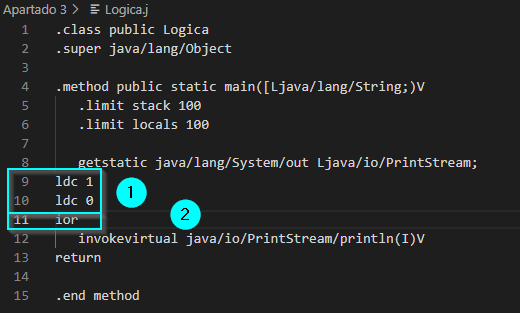 Apartado 3 > Logica.j
1 .class public Logica
2 .super java/lang/Object
3
4 .method public static main([Ljava/lang/String;)V
5 .limit stack 100
6 .limit locals 100
7
8 getstatic java/lang/System/out Ljava/io/PrintStream;
9 ldc 1
10 ldc 0
1
11 ior
2
12 invokevirtual java/io/PrintStream/println(I)V
13 return
14
15 .end method